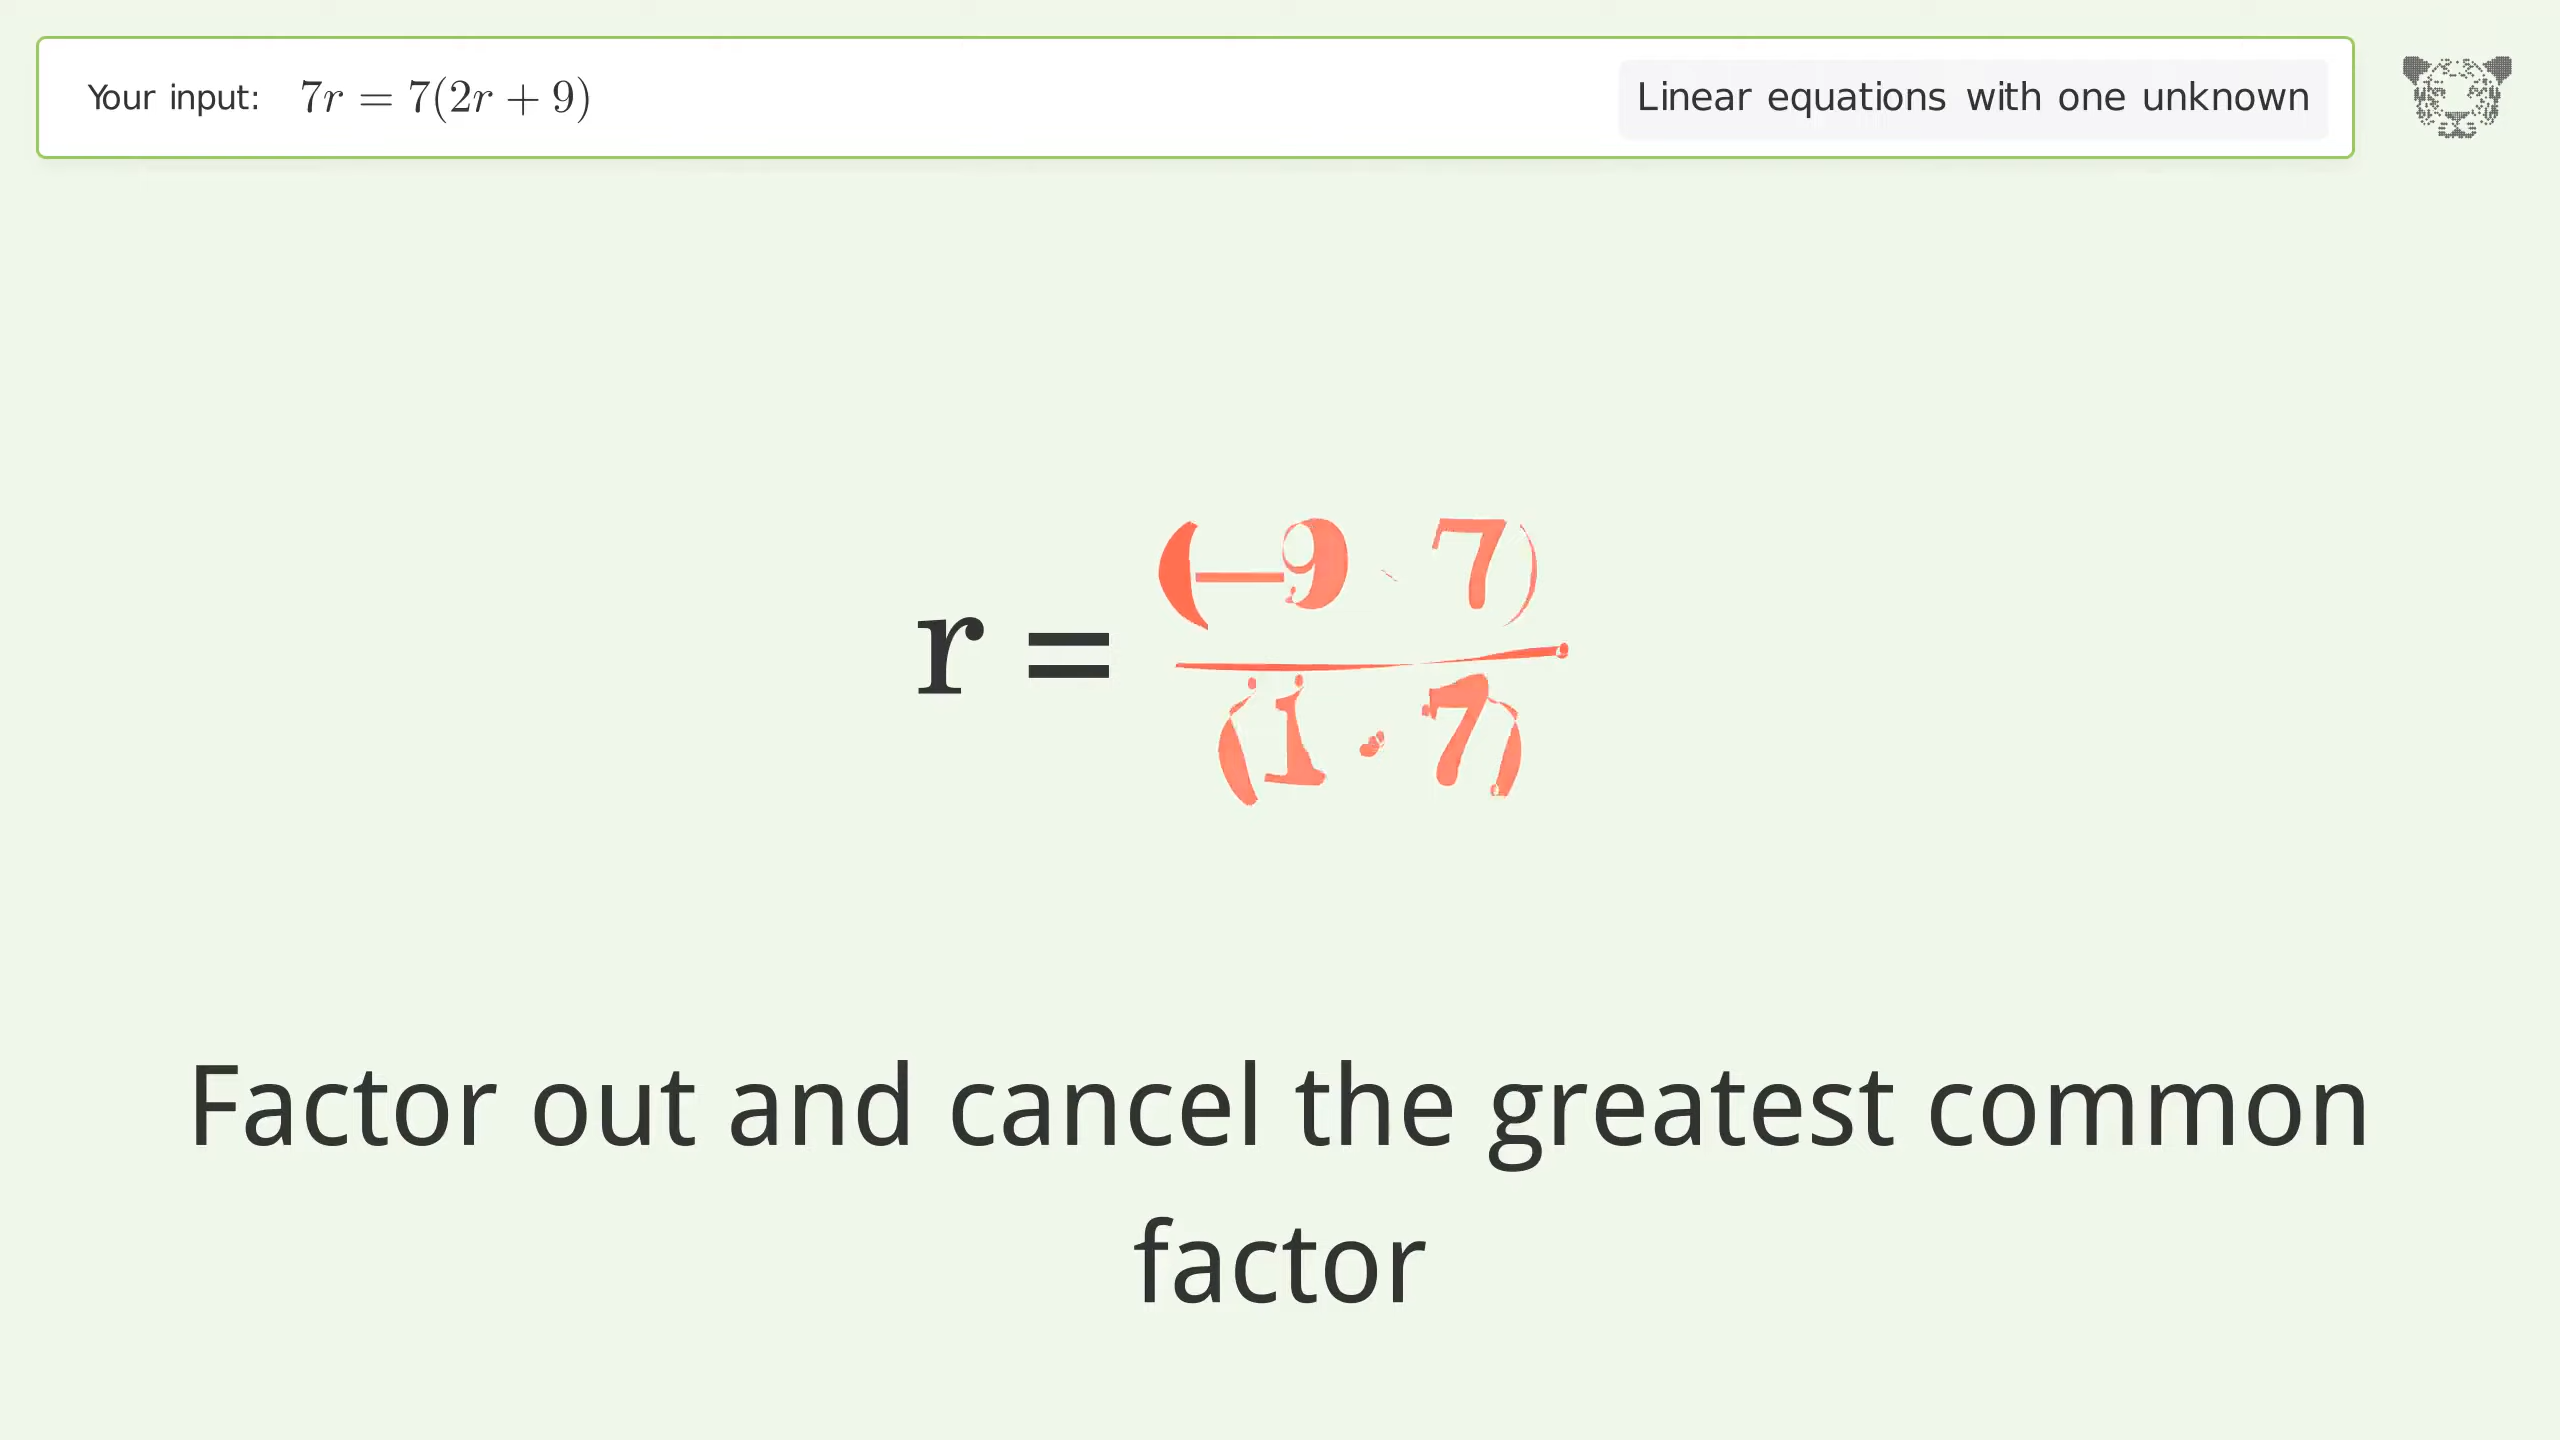 Your input: 7r = 7(2r + 9)
Linear equations with one unknown
(−9 · 7)
r =
(1 · 7)
Factor out and cancel the greatest common
factor